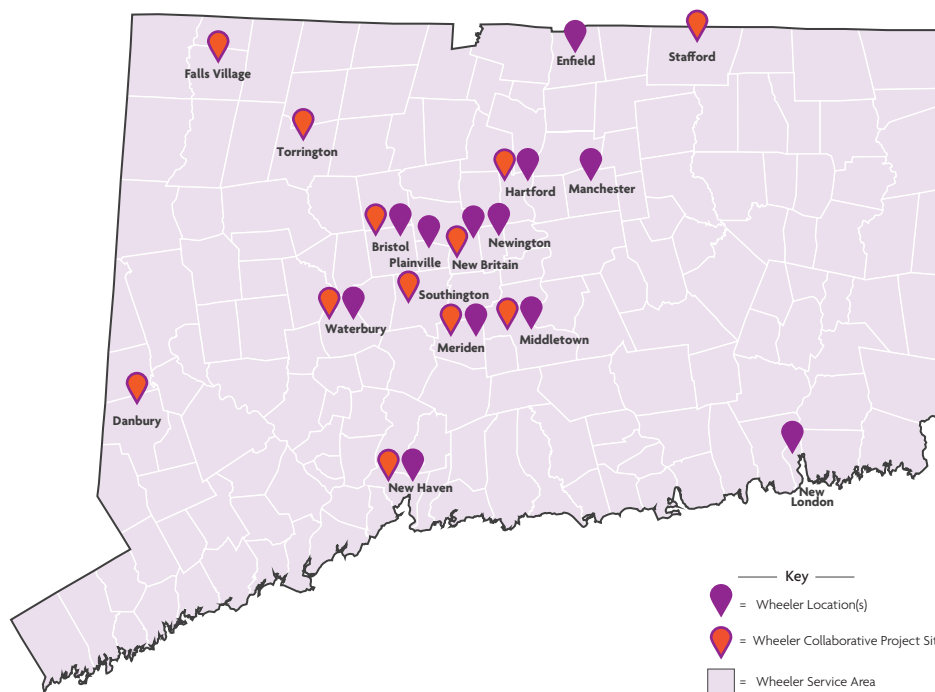 Falls Village
Enfield
Stafford
Torrington
Hartford
Manchester
Bristol
Newington
Plainville
New Britain
Southington
Waterbury
Meriden
Middletown
Danbury
New Haven
New
London
Key
= Wheeler Location(s)
= Wheeler Collaborative Project Sit
= Wheeler Service Area